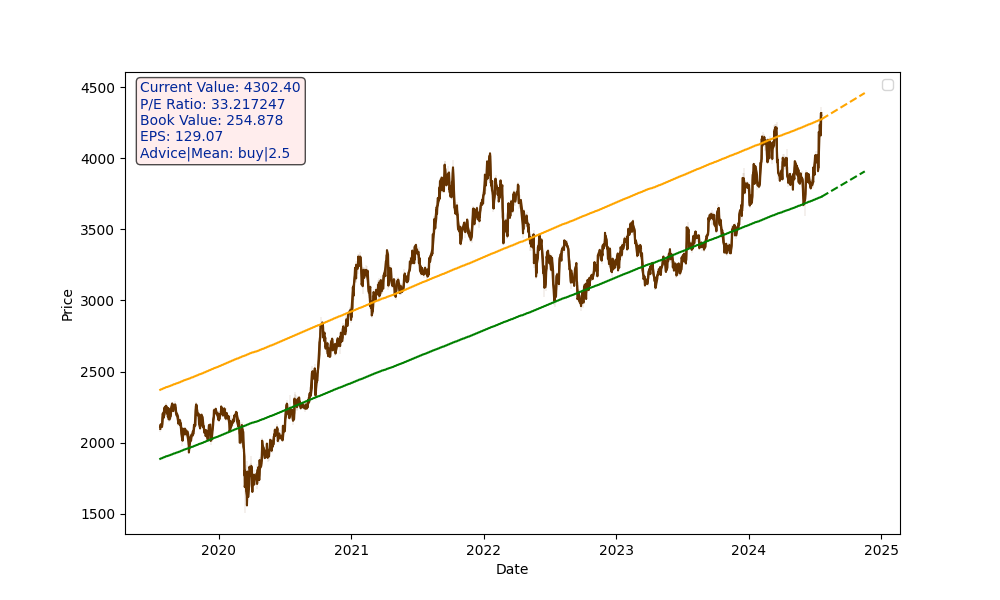 Current Value: 4302.40
P/E Ratio: 33.217247
Book Value: 254.878
EPS: 129.07
Advice|Mean: buy|2.5
4500
4000
3500
3000
2500
2000
1500
Price
2020
2021
2022
2023
2024
2025
Date